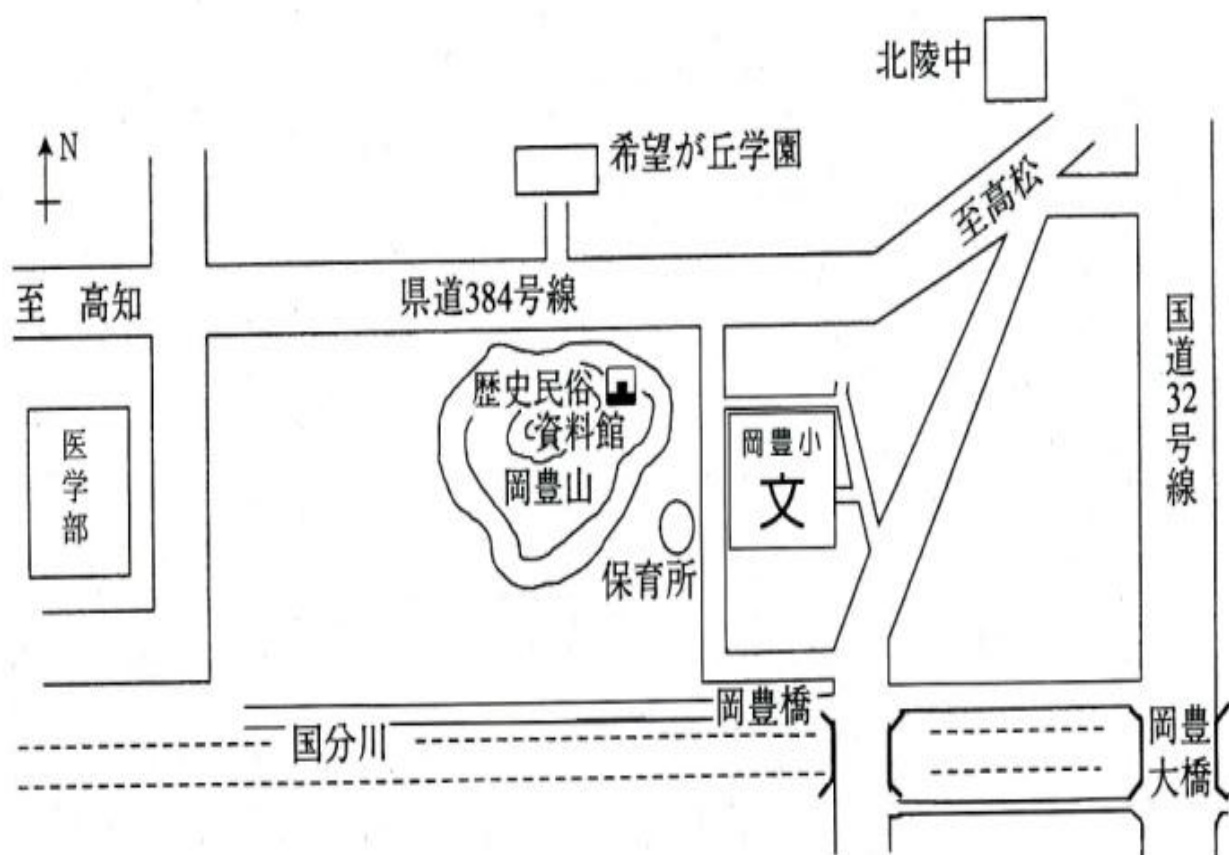 北陵中
N
希望が丘学園
至高松
至 高知
県道384号線
国道32号線
歴史民俗
資料館
岡豊山
医学部
岡豊小
文
保育所
岡豊橋
国分川
岡豊
大橋